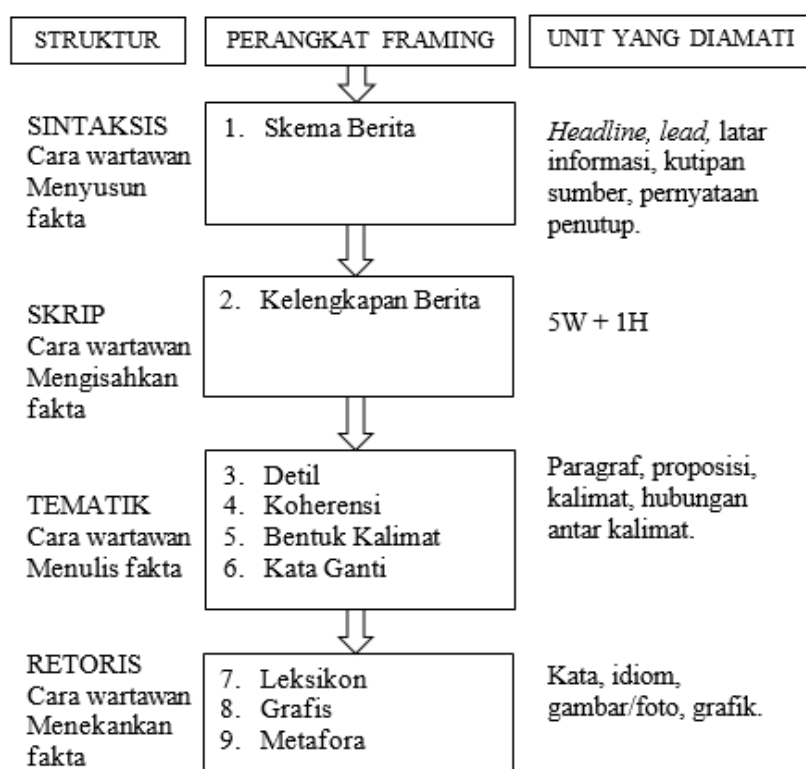 STRUKTUR
PERANGKAT FRAMING
UNIT YANG DIAMATI
SINTAKSIS
Cara wartawan
Menyusun
fakta
1. Skema Berita
Headline, lead, latar
informasi, kutipan
sumber, pernyataan
penutup.
SKRIP
Cara wartawan
Mengisahkan
fakta
2. Kelengkapan Berita
5W + 1H
TEMATIK
Cara wartawan
Menulis fakta
3. Detil
4. Koherensi
5. Bentuk Kalimat
6. Kata Ganti
Paragraf, proposisi,
kalimat, hubungan
antar kalimat.
RETORIS
Cara wartawan
Menekankan
fakta
7. Leksikon
8. Grafis
9. Metafora
Kata, idiom,
gambar/foto, grafik.